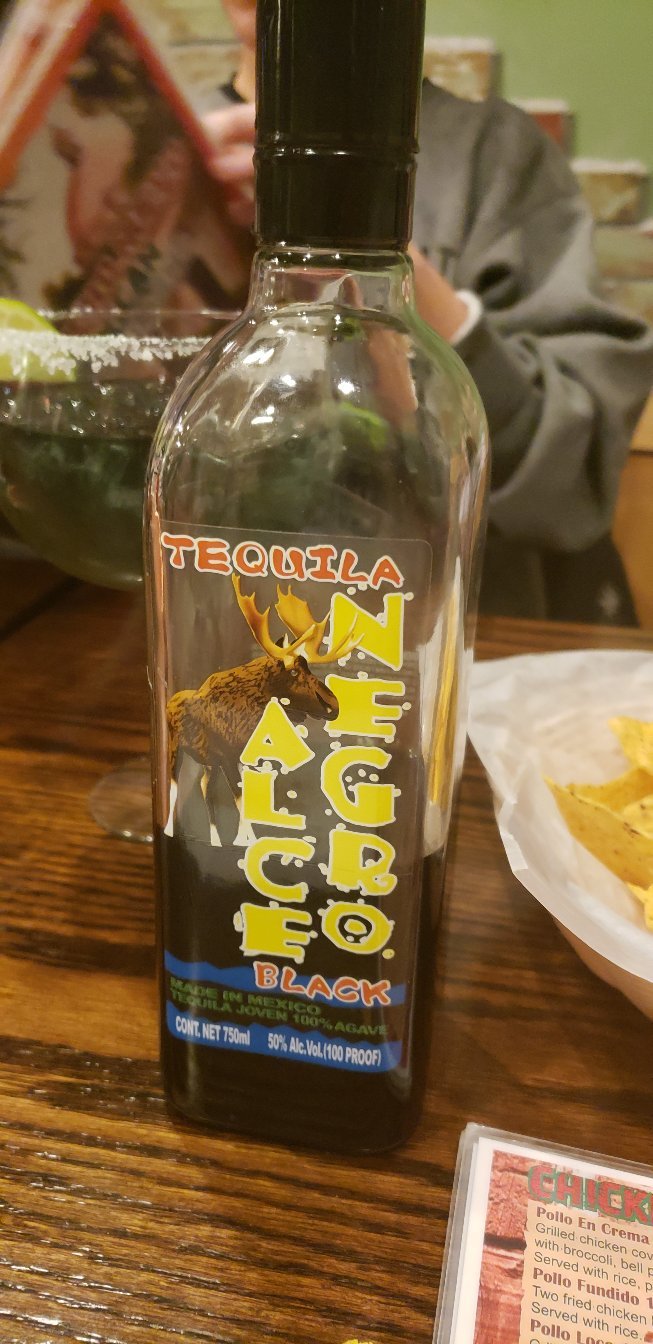 TEQUILA
NEGRO
ALCE
BLACK
MADE IN MEXICO
TEQUILA JOVEN 100% AGAVE
CONT. NET 750ml 50% Alc.Vol.(100 PROOF)
Pollo En Crema
Grilled chicken
with broccoli, bell
Served with rice,
Pollo Fundido
Two fried chicken
Served with rice.
Pollo